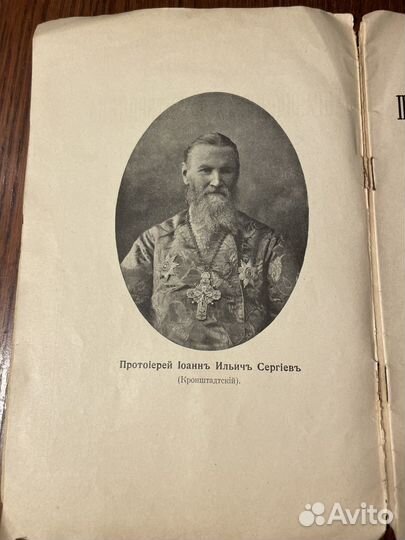 Протоіерей Іоаннъ Ильичъ Сергіевъ
(Кронштадтскій).
Avito